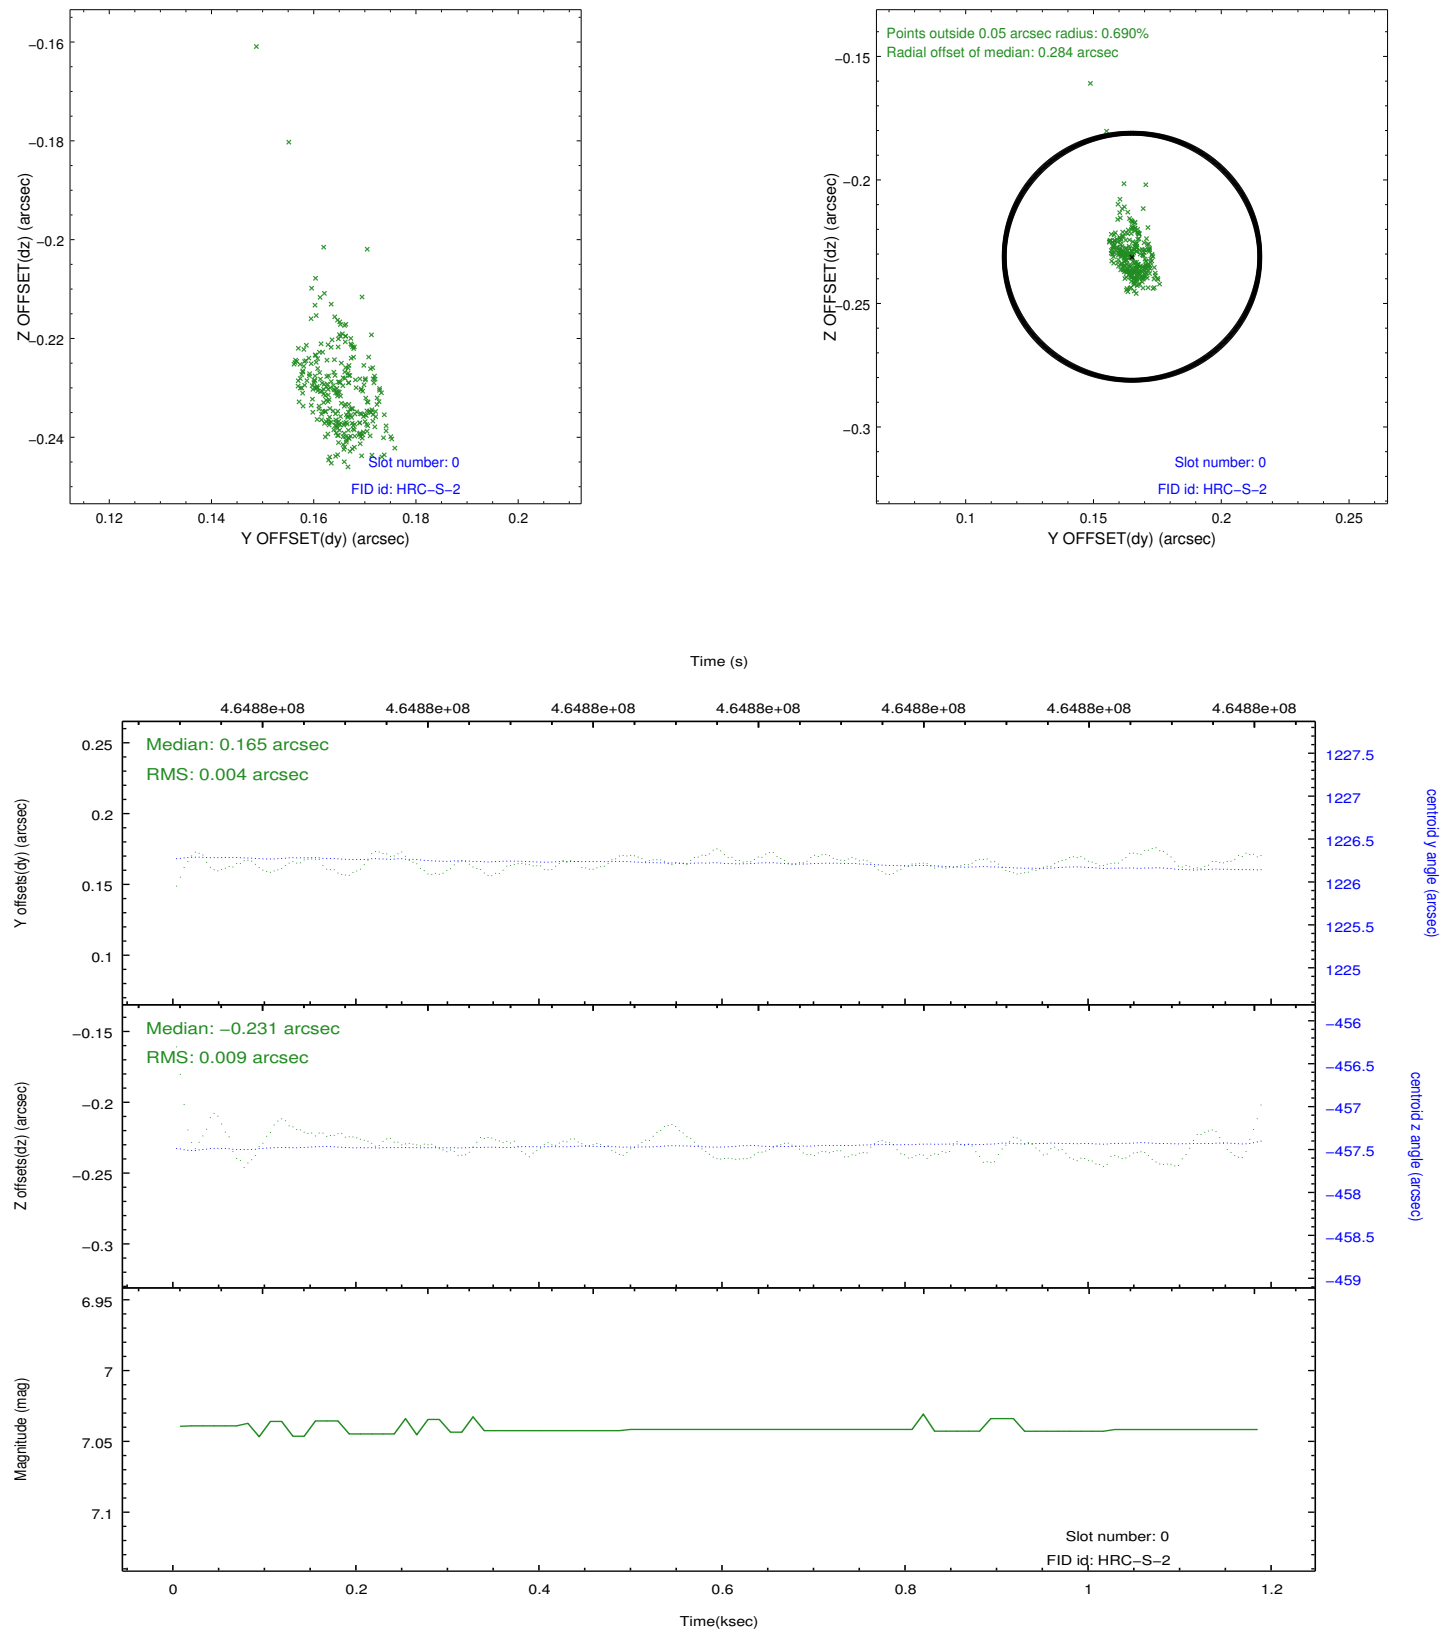 −0.16
−0.18
−0.2
−0.22
−0.24
Z OFFSET(dz) (arcsec)
Slot number: 0
FID id: HRC−S−2
0.12
0.14
0.16
0.18
0.2
Y OFFSET(dy) (arcsec)
Points outside 0.05 arcsec radius: 0.690%
Radial offset of median: 0.284 arcsec
−0.15
−0.2
−0.25
−0.3
Z OFFSET(dz) (arcsec)
Slot number: 0
FID id: HRC−S−2
0.1
0.15
0.2
0.25
Y OFFSET(dy) (arcsec)
Time (s)
4.6488e+08 4.6488e+08 4.6488e+08 4.6488e+08 4.6488e+08 4.6488e+08 4.6488e+08
Median: 0.165 arcsec
RMS: 0.004 arcsec
0.25
0.2
0.15
0.1
Y offsets(dy) (arcsec)
1227.5
1227
1226.5
1226
1225.5
1225
centroid y angle (arcsec)
Median: −0.231 arcsec
RMS: 0.009 arcsec
−0.15
−0.2
−0.25
−0.3
Z offsets(dz) (arcsec)
−456
−456.5
−457
−457.5
−458
−458.5
−459
centroid z angle (arcsec)
6.95
7
7.05
7.1
Magnitude (mag)
Slot number: 0
FID id: HRC−S−2
0 0.2 0.4 0.6 0.8 1 1.2
Time(ksec)